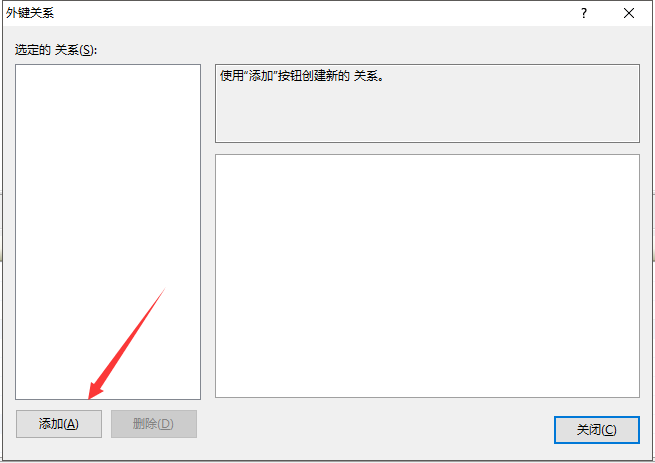 外键关系
?
选定的 关系(S):
使用“添加”按钮创建新的 关系。
添加(A)
删除(D)
关闭(C)